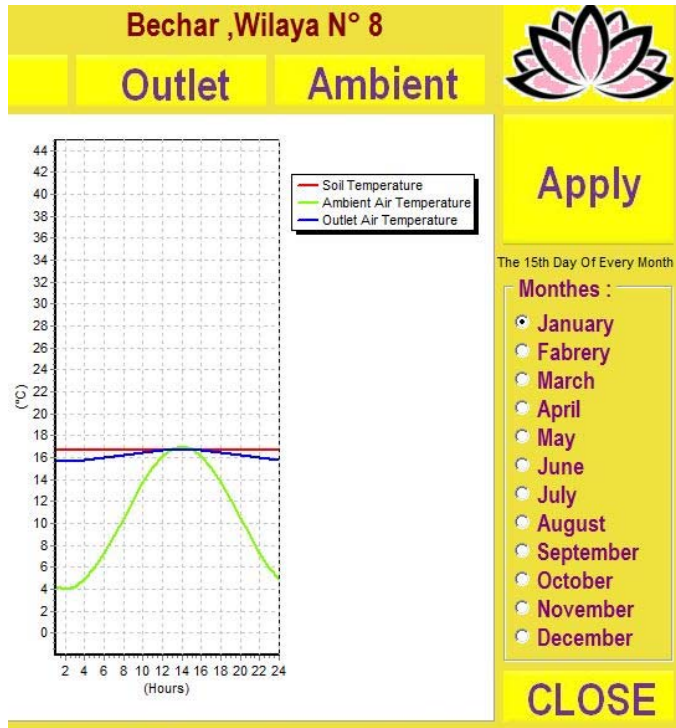 Bechar ,Wilaya N° 8
Outlet Ambient
Apply
44
42
40
38
36
34
32
30
28
26
24
22
20
18
16
14
12
10
8
6
4
2
0
(°C)
2 4 6 8 10 12 14 16 18 20 22 24
(Hours)
Soil Temperature
Ambient Air Temperature
Outlet Air Temperature
The 15th Day Of Every Month
Monthes :
January
Fabrery
March
April
May
June
July
August
September
October
November
December
CLOSE